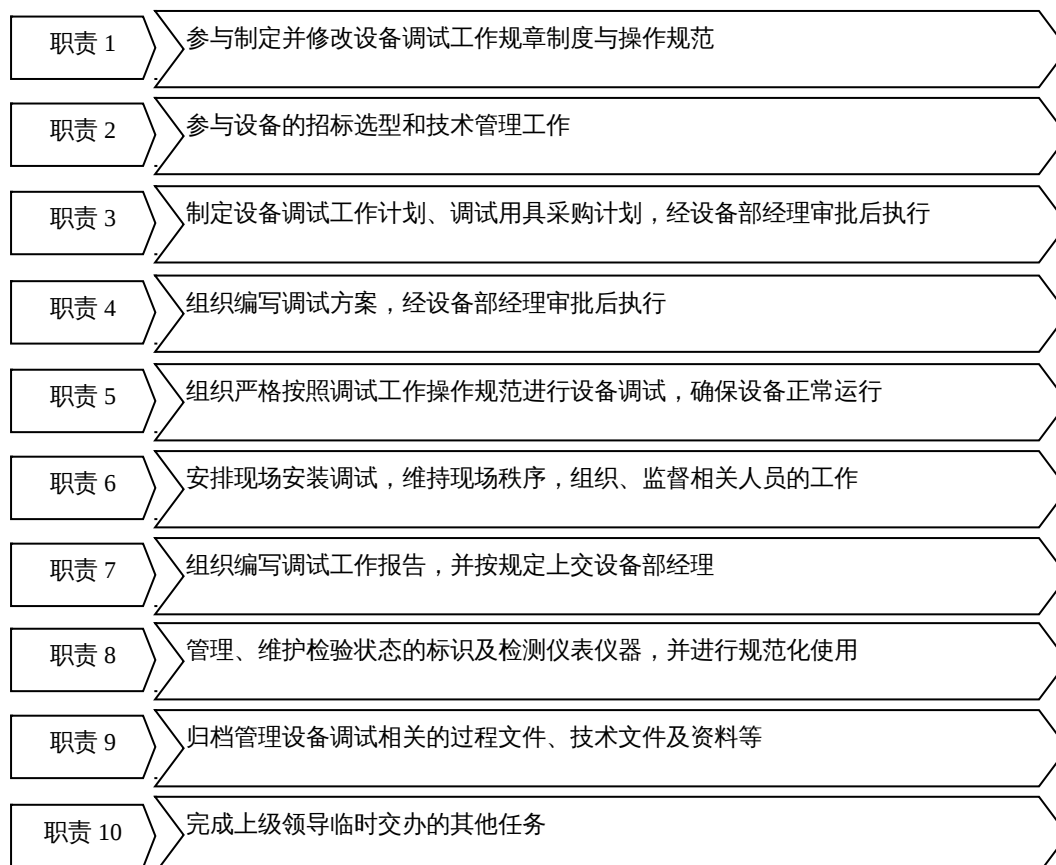 职责 1
参与制定并修改设备调试工作规章制度与操作规范
职责 2
参与设备的招标选型和技术管理工作
职责 3
制定设备调试工作计划、调试用具采购计划，经设备部经理审批后执行
职责 4
组织编写调试方案，经设备部经理审批后执行
职责 5
组织严格按照调试工作操作规范进行设备调试，确保设备正常运行
职责 6
安排现场安装调试，维持现场秩序，组织、监督相关人员的工作
职责 7
组织编写调试工作报告，并按规定上交设备部经理
职责 8
管理、维护检验状态的标识及检测仪表仪器，并进行规范化使用
职责 9
归档管理设备调试相关的过程文件、技术文件及资料等
职责 10
完成上级领导临时交办的其他任务